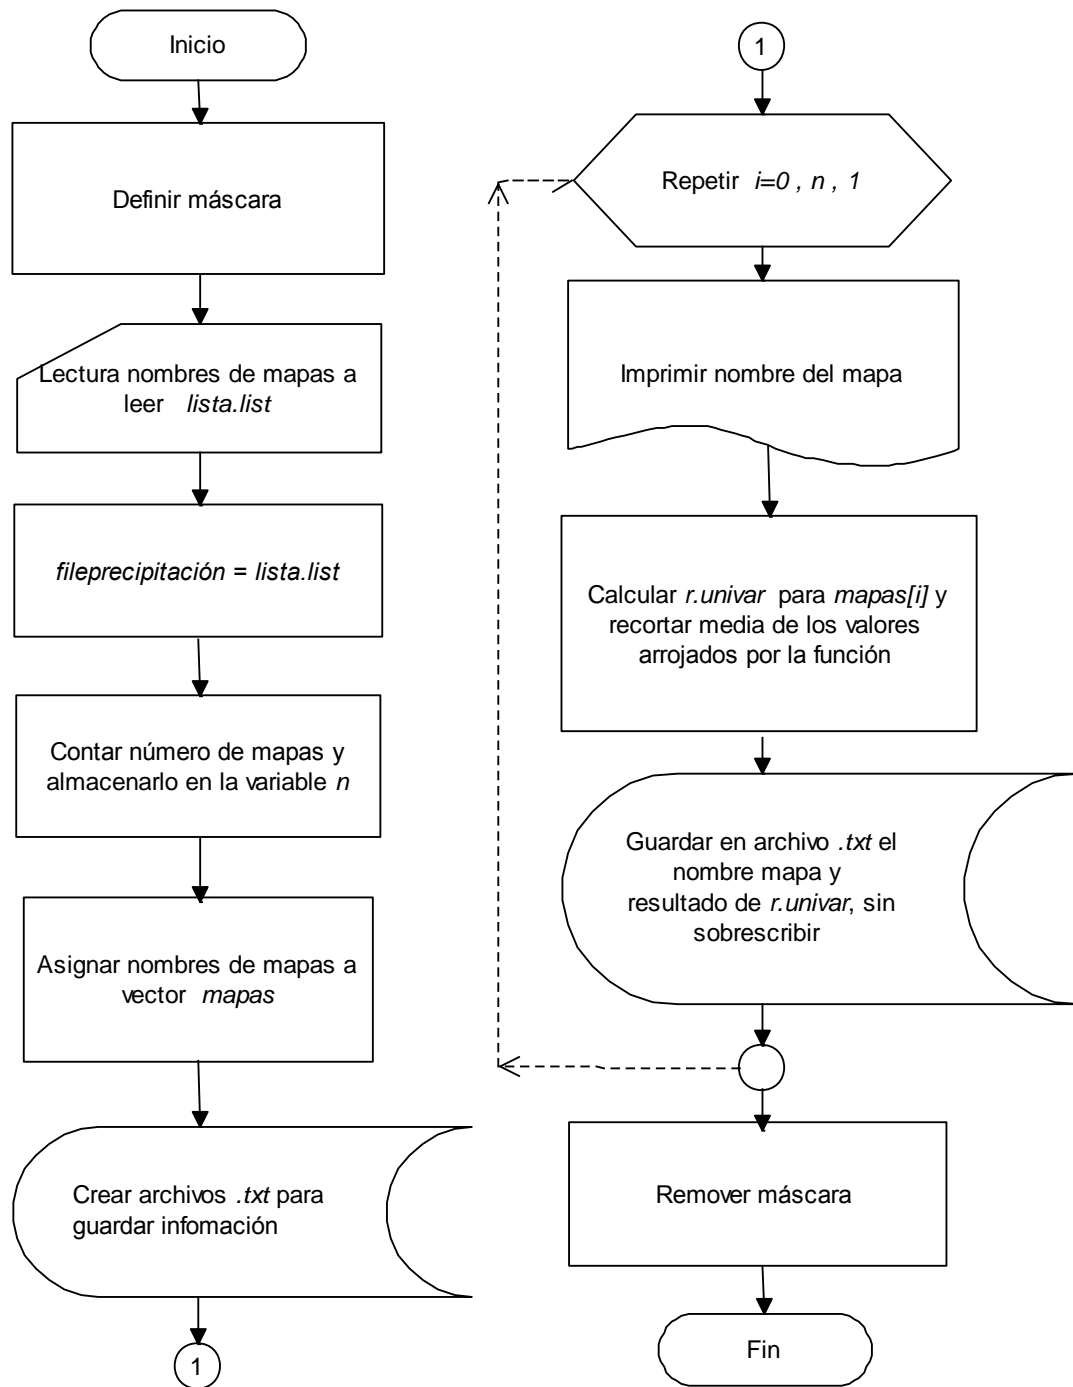 Inicio
Definir máscara
Lectura nombres de mapas a
leer lista.list
fileprecipitación = lista.list
Contar número de mapas y
almacenarlo en la variable n
Asignar nombres de mapas a
vector mapas
Crear archivos .txt para
guardar infomación
1
1
Repetir i=0 , n , 1
Imprimir nombre del mapa
Calcular r.univar para mapas[i] y
recortar media de los valores
arrojados por la función
Guardar en archivo .txt el
nombre mapa y
resultado de r.univar, sin
sobrescribir
Remover máscara
Fin